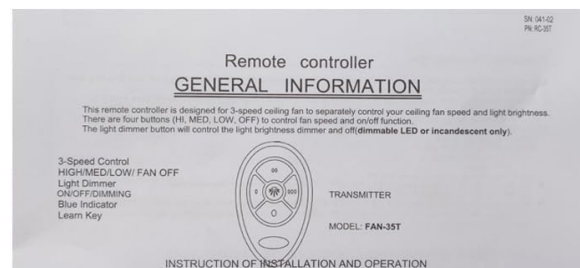 SN: 041-02
PN: RC-35T
Remote controller
GENERAL INFORMATION
This remote controller is designed for 3-speed ceiling fan to separately control your ceiling fan speed and light brightness.
There are four buttons (HI, MED, LOW, OFF) to control fan speed and on/off function.
The light dimmer button will control the light brightness dimmer and off(dimmable LED or incandescent only).
3-Speed Control
HIGH/MED/LOW/ FAN OFF
Light Dimmer
ON/OFF/DIMMING
Blue Indicator
Learn Key
TRANSMITTER
MODEL: FAN-35T
INSTRUCTION OF INSTALLATION AND OPERATION